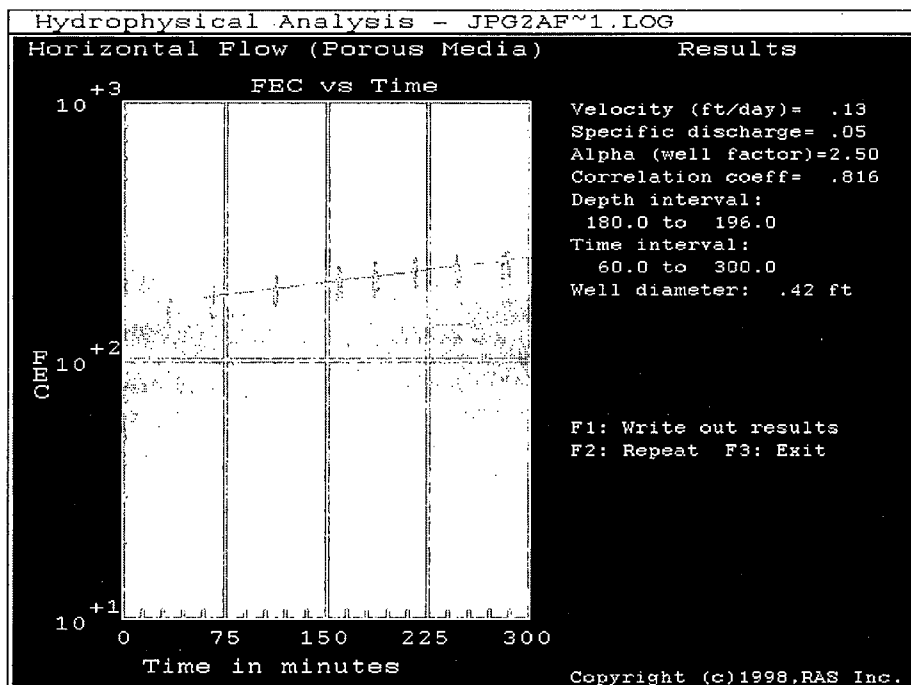 Hydrophysical Analysis - JPG2AF~1.LOG
Horizontal Flow (Porous Media)
Results
FEC vs Time
10+3
10+2
10+1
FEC
0 75 150 225 300
Time in minutes
Velocity (ft/day)= .13
Specific discharge= .05
Alpha (well factor)=2.50
Correlation coeff= .816
Depth interval:
180.0 to 196.0
Time interval:
60.0 to 300.0
Well diameter: .42 ft
F1: Write out results
F2: Repeat F3: Exit
Copyright (c)1998,RAS Inc.